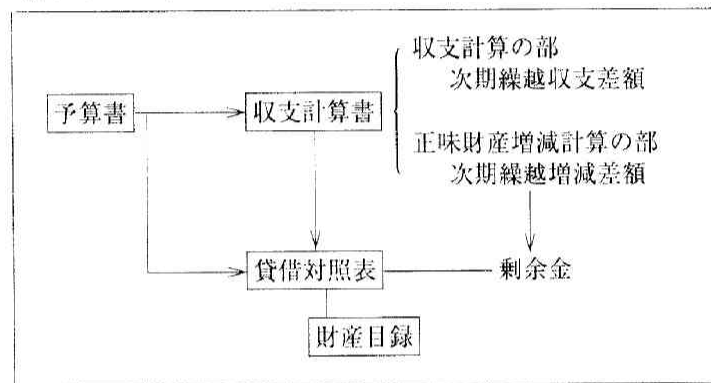 収支計算の部
次期繰越収支差額
予算書
収支計算書
正味財産増減計算の部
次期繰越増減差額
貸借対照表
剰余金
財産目録